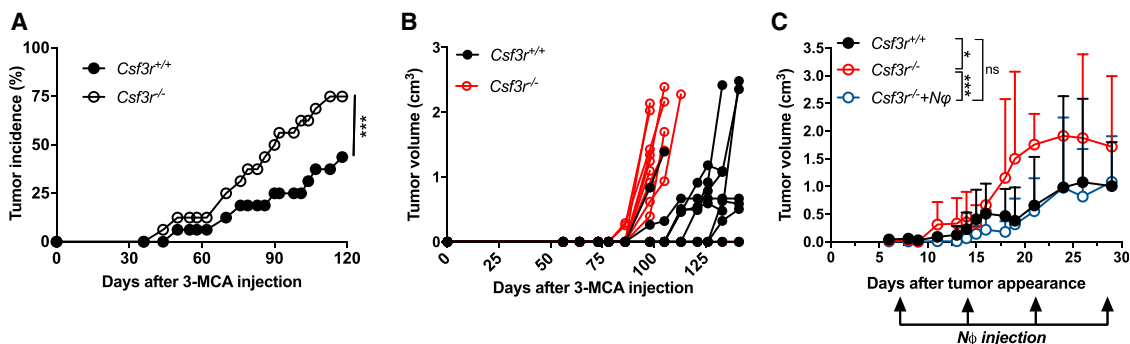 A
Tumor incidence (%)
100
75
50
25
0
0 30 60 90 120
Days after 3-MCA injection
Csf3r+/+
Csf3r-/-
***
B
Tumor volume (cm3)
3
2
1
0
0 25 50 75 100 125
Days after 3-MCA injection
Csf3r+/+
Csf3r-/-
C
Tumor volume (cm3)
3.5
3.0
2.5
2.0
1.5
1.0
0.5
0.0
0 5 10 15 20 25 30
Days after tumor appearance
Csf3r+/+
Csf3r-/-
Csf3r-/-+Nφ
*
***
ns
Nϕ injection